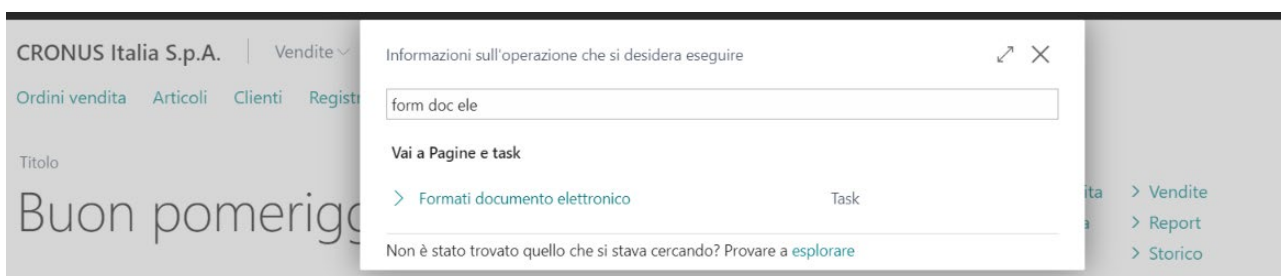 CRONUS Italia S.p.A. Vendite
Informazioni sull'operazione che si desidera eseguire
Ordini vendita Articoli Clienti
form doc ele
Vai a Pagine e task
Titolo
Formati documento elettronico Task
Buon
Vendite
Report
Non è stato trovato quello che si stava cercando? Provare a esplorare
Storico